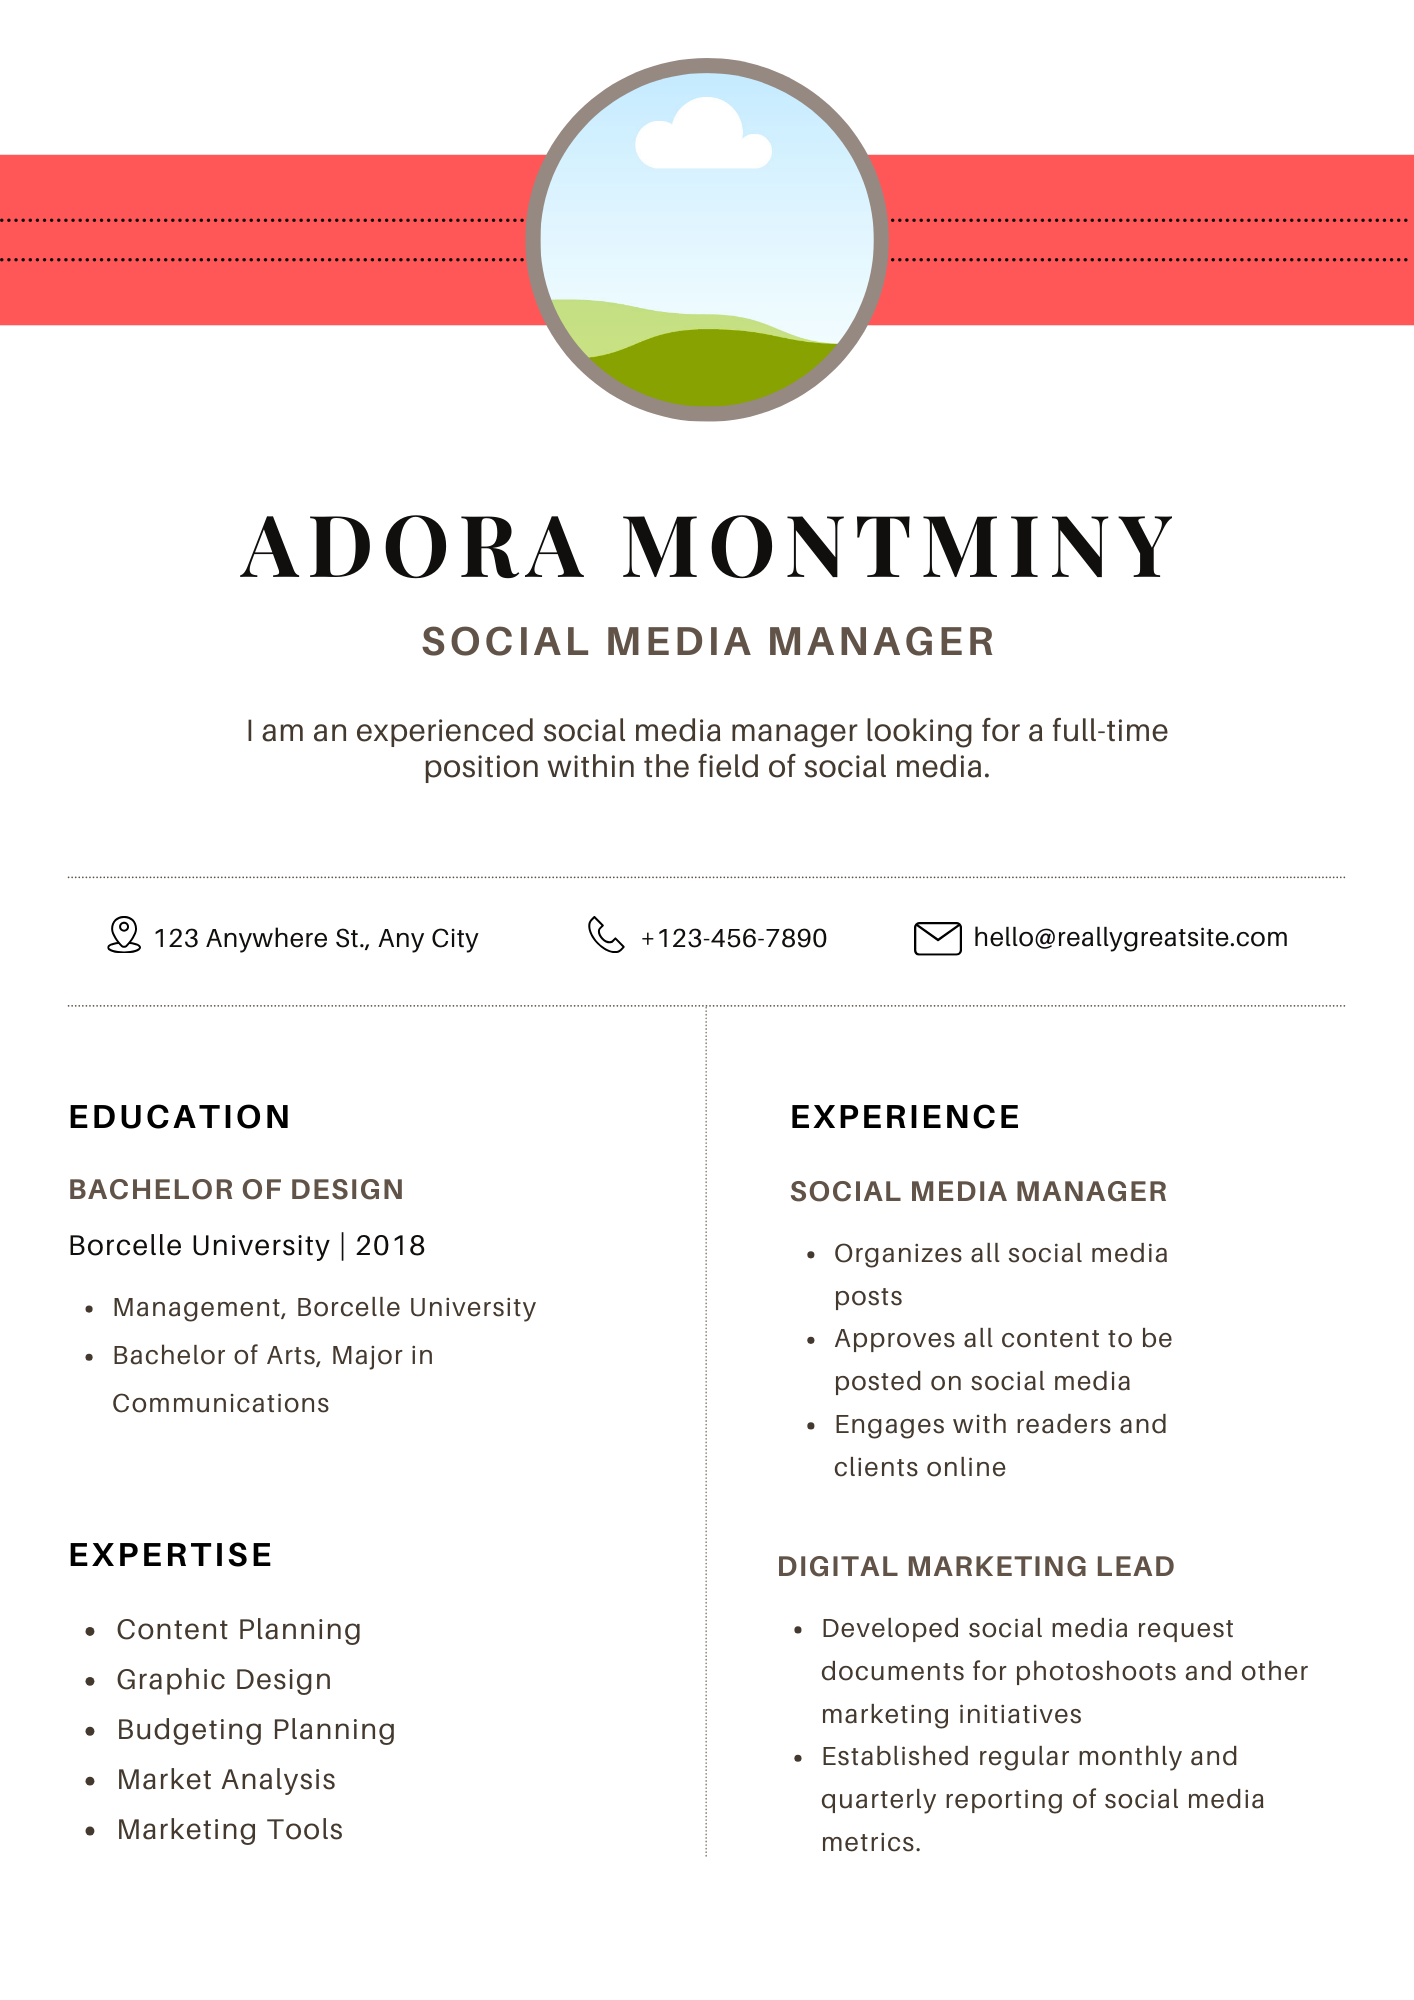 ADORA MONTMINY
SOCIAL MEDIA MANAGER
I am an experienced social media manager looking for a full-time
position within the field of social media.
123 Anywhere St., Any City
+123-456-7890
hello@reallygreatsite.com
EDUCATION
BACHELOR OF DESIGN
Borcelle University | 2018
• Management, Borcelle University
• Bachelor of Arts, Major in
Communications
EXPERTISE
• Content Planning
• Graphic Design
• Budgeting Planning
• Market Analysis
• Marketing Tools
EXPERIENCE
SOCIAL MEDIA MANAGER
• Organizes all social media
posts
• Approves all content to be
posted on social media
• Engages with readers and
clients online
DIGITAL MARKETING LEAD
• Developed social media request
documents for photoshoots and other
marketing initiatives
• Established regular monthly and
quarterly reporting of social media
metrics.